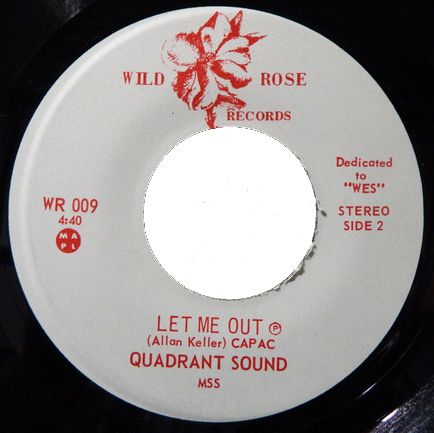 WILD ROSE
RECORDS
Dedicated
to
"WES"
WR 009
4:40
M A
P L
STEREO
SIDE 2
LET ME OUT ℗
(Allan Keller) CAPAC
QUADRANT SOUND
MSS